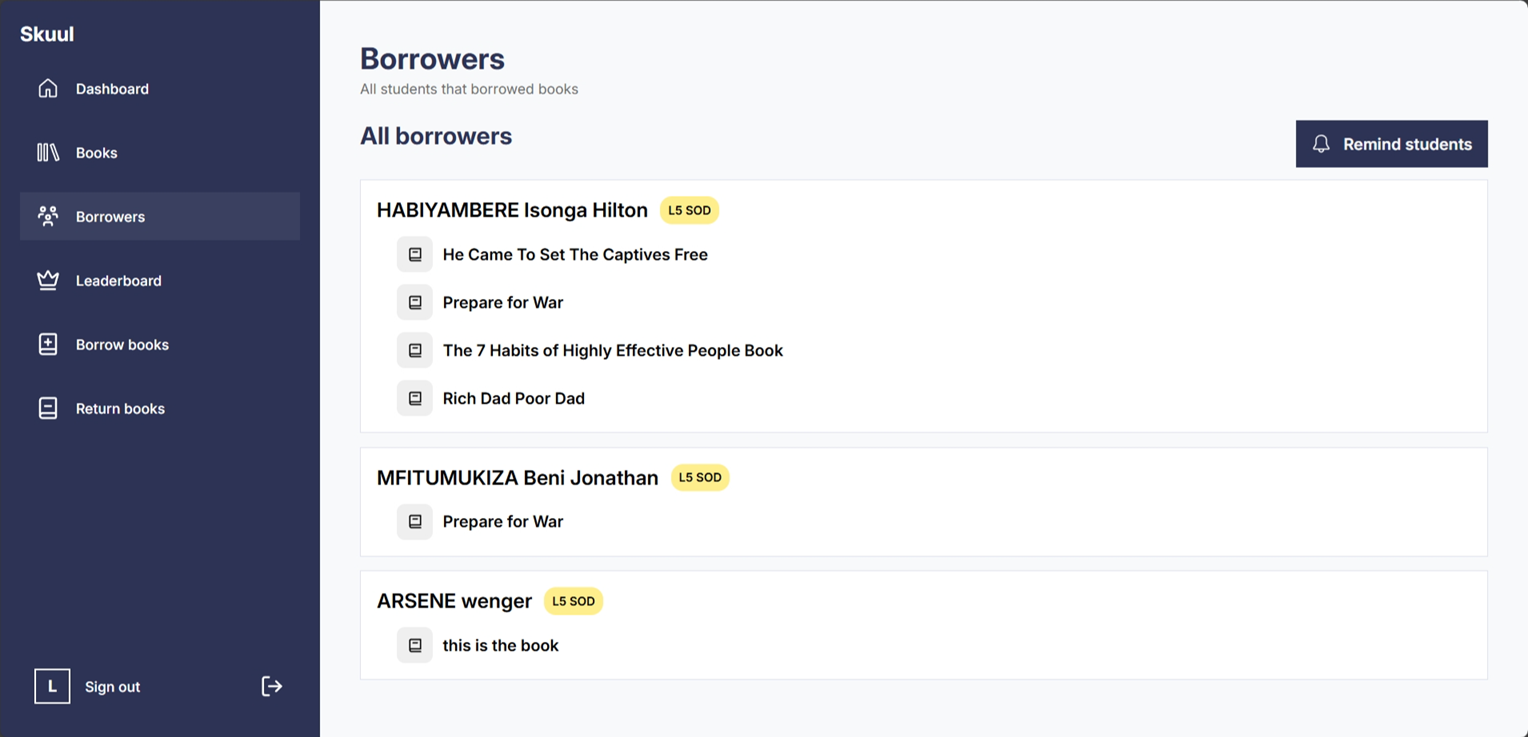 Skuul
Dashboard
Books
Borrowers
Leaderboard
Borrow books
Return books
L Sign out
Borrowers
All students that borrowed books
All borrowers
Remind students
HABIYAMBERE Isonga Hilton L5 SOD
He Came To Set The Captives Free
Prepare for War
The 7 Habits of Highly Effective People Book
Rich Dad Poor Dad
MFITUMUKIZA Beni Jonathan L5 SOD
Prepare for War
ARSENE wenger L5 SOD
this is the book